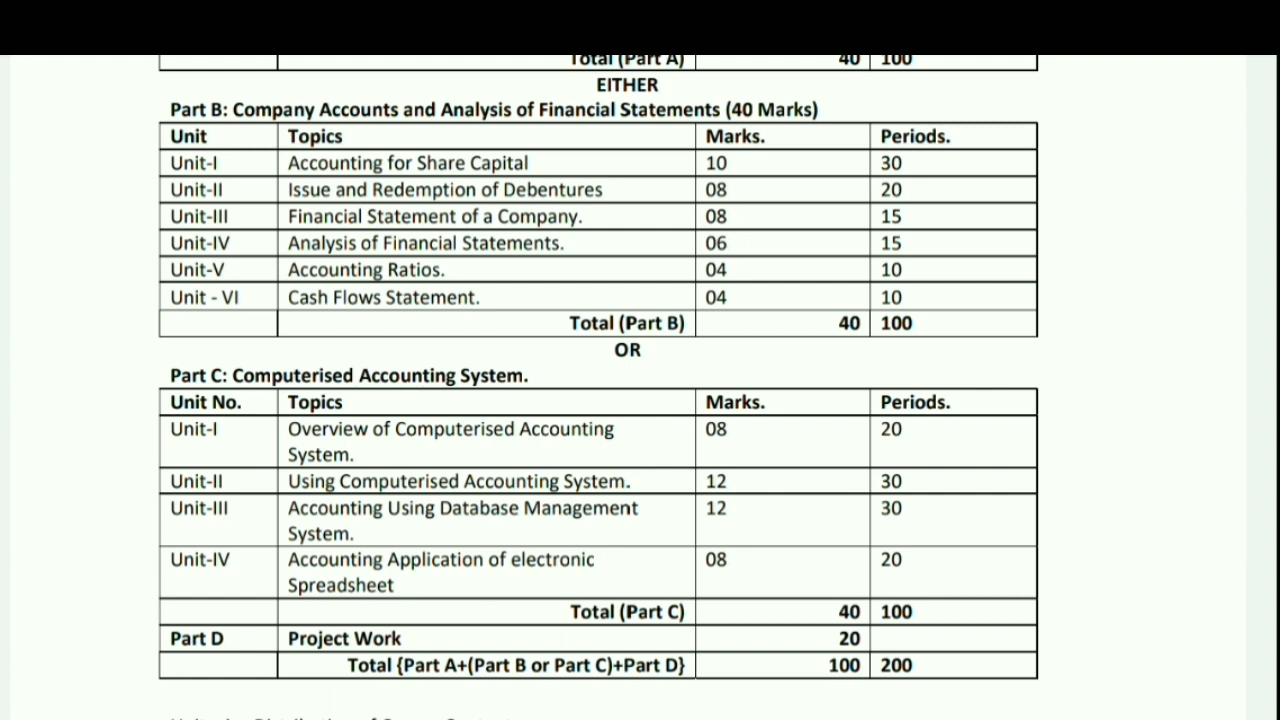 Total (Part A) 40 100
EITHER
Part B: Company Accounts and Analysis of Financial Statements (40 Marks)
Unit Topics Marks. Periods.
Unit-I Accounting for Share Capital 10 30
Unit-II Issue and Redemption of Debentures 08 20
Unit-III Financial Statement of a Company. 08 15
Unit-IV Analysis of Financial Statements. 06 15
Unit-V Accounting Ratios. 04 10
Unit - VI Cash Flows Statement. 04 10
Total (Part B) 40 100
OR
Part C: Computerised Accounting System.
Unit No. Topics Marks. Periods.
Unit-I Overview of Computerised Accounting 08 20
System.
Unit-II Using Computerised Accounting System. 12 30
Unit-III Accounting Using Database Management 12 30
System.
Unit-IV Accounting Application of electronic 08 20
Spreadsheet
Total (Part C) 40 100
Part D Project Work 20
Total {Part A+(Part B or Part C)+Part D} 100 200